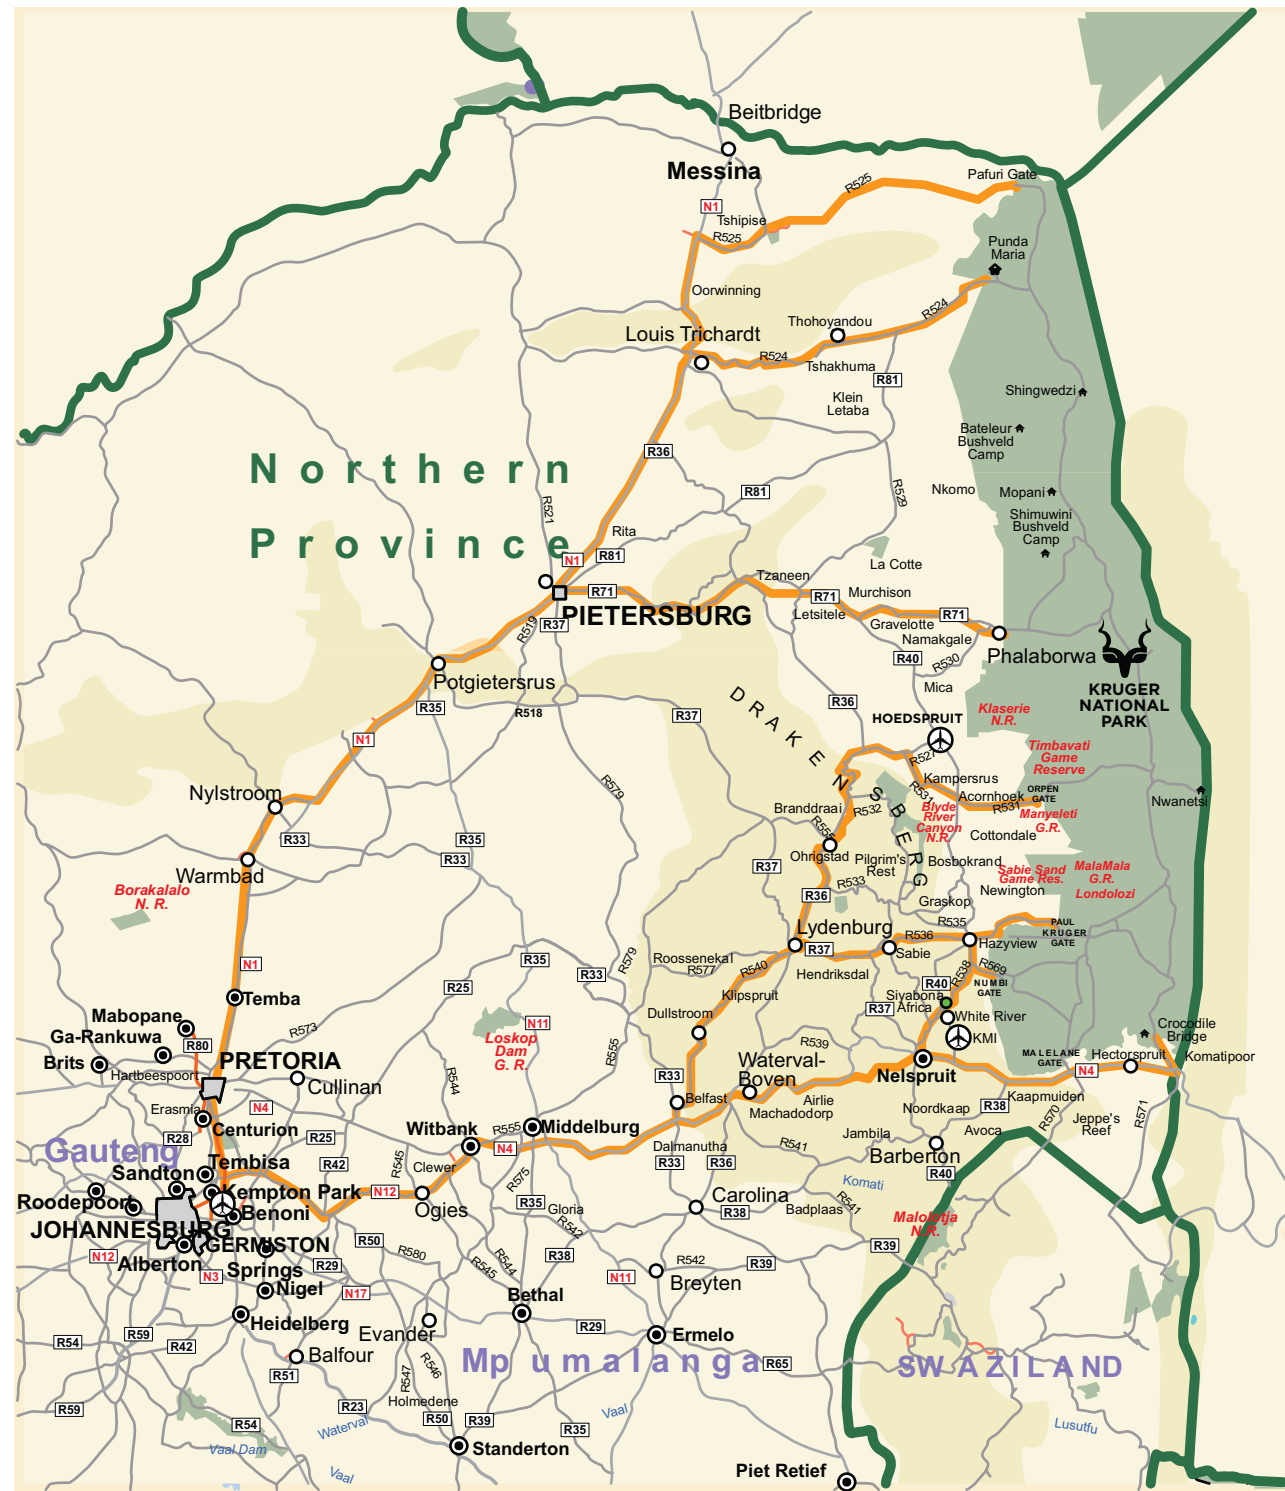 Beitbridge
Messina
Pafuri Gate
R525
N1
Tshipise
R525
Punda
Maria
Oorwinning
R524
Thohoyandou
Louis Trichardt
R524
Tshakhuma
R81
Shingwedzi
Klein
Letaba
Bateleur
Bushveld
Camp
R36
Northern
R81
R529
Nkomo
Mopani
R521
Shimuwini
Bushveld
Camp
Rita
Province
R81
N1
La Cotte
Tzaneen
R71
R71
Murchison
Letsitele
R71
PIETERSBURG
R519
R37
Gravelotte
Namakgale
Phalaborwa
R40
R530
Potgietersrus
Mica
KRUGER
NATIONAL
PARK
DRAKENSBERG
R35
R518
R37
R36
Klaserie
N.R.
HOEDSPRUIT
N1
Timbavati
Game
Reserve
R527
R579
Kampersrus
Nylstroom
R531
Acornhoek
ORPEN
GATE
Nwanetsi
Branddraai
R532
Blyde
River
Canyon
N.R.
R531
Manyeleti
G.R.
R33
R35
R555
Cottondale
R33
Ohrigstad
Pilgrim's
Rest
Bosbokrand
Warmbad
R37
Sabie Sand
Game Res.
MalaMala
G.R.
Londolozi
Borakalalo
N. R.
R533
Newington
R36
Graskop
Lydenburg
R535
PAUL
KRUGER
GATE
R536
R37
Sabie
Hazyview
R579
R35
Roossenekal
R577
N1
R33
R540
Hendriksdal
R538
R569
NUMBI
GATE
R25
Klipspruit
R40
Temba
Siyabona
Africa
R37
Mabopane
Dullstroom
White River
R573
N11
Ga-Rankuwa
Loskop
Dam
G. R.
R80
R539
KMI
Crocodile
Bridge
Brits
PRETORIA
R555
Waterval-
Boven
MALELANE
GATE
Hectorspruit
Komatipoor
Hartbeespoort
Cullinan
R544
R33
Nelspruit
N4
Belfast
Airlie
Kaapmuiden
Erasmia
N4
Machadodorp
Noordkaap
R38
R570
R571
Centurion
R555
Middelburg
Jeppe's
Reef
R28
R25
Witbank
N4
Jambila
Avoca
Gauteng
Dalmanutha
R541
Barberton
Tembisa
R42
R545
Clewer
R33
R36
R40
Sandton
R575
Komati
Roodepoort
Kempton Park
N12
Ogies
R35
Carolina
R38
Badplaas
R541
Benoni
Gloria
Malolotja
N.R.
JOHANNESBURG
R542
R50
R39
GERMISTON
R580
R38
R542
R39
N12
Alberton
R29
R545
R544
N11
N3
Springs
Breyten
Nigel
N17
Bethal
Heidelberg
R59
Evander
R29
Ermelo
R54
R42
Balfour
Mpumalanga
R65
SWAZILAND
R51
R547
R546
Holmedene
R59
R23
R54
R50
R39
Vaal
Waterval
R35
Lusutfu
Vaal Dam
Standerton
Vaal
Piet Retief